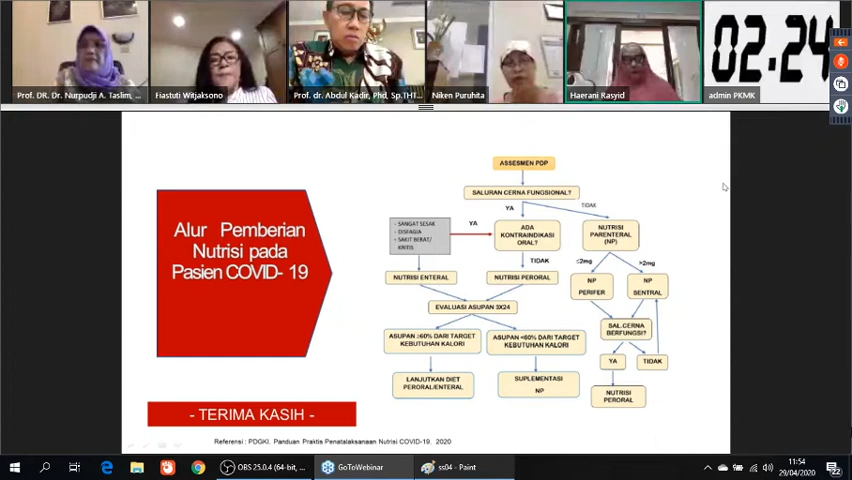 02.24
Prof. DR. Dr. Nurpudji A. Taslim, ...
Fiastuti Witjaksono
Prof. dr. Abdul Kadir, Phd, Sp.THT...
Niken Puruhita
Haerani Rasyid
admin PKMK
Alur Pemberian
Nutrisi pada
Pasien COVID- 19
- TERIMA KASIH -
ASSESMEN PDP
SALURAN CERNA FUNGSIONAL?
YA
TIDAK
- SANGAT SESAK
- DISFAGIA
- SAKIT BERAT/
KRITIS
YA
ADA
KONTRAINDIKASI
ORAL?
NUTRISI
PARENTERAL
(NP)
TIDAK
≤2mg
>2mg
NUTRISI ENTERAL
NUTRISI PERORAL
NP
PERIFER
NP
SENTRAL
EVALUASI ASUPAN 3X24
SAL.CERNA
BERFUNGSI?
ASUPAN ≥60% DARI TARGET
KEBUTUHAN KALORI
ASUPAN <60% DARI TARGET
KEBUTUHAN KALORI
YA
TIDAK
LANJUTKAN DIET
PERORAL/ENTERAL
SUPLEMENTASI
NP
NUTRISI
PERORAL
Referensi : PDGKI. Panduan Praktis Penatalaksanaan Nutrisi COVID-19. 2020
OBS 25.0.4 (64-bit, ...
GoToWebinar
ss04 - Paint
11:54
29/04/2020
22